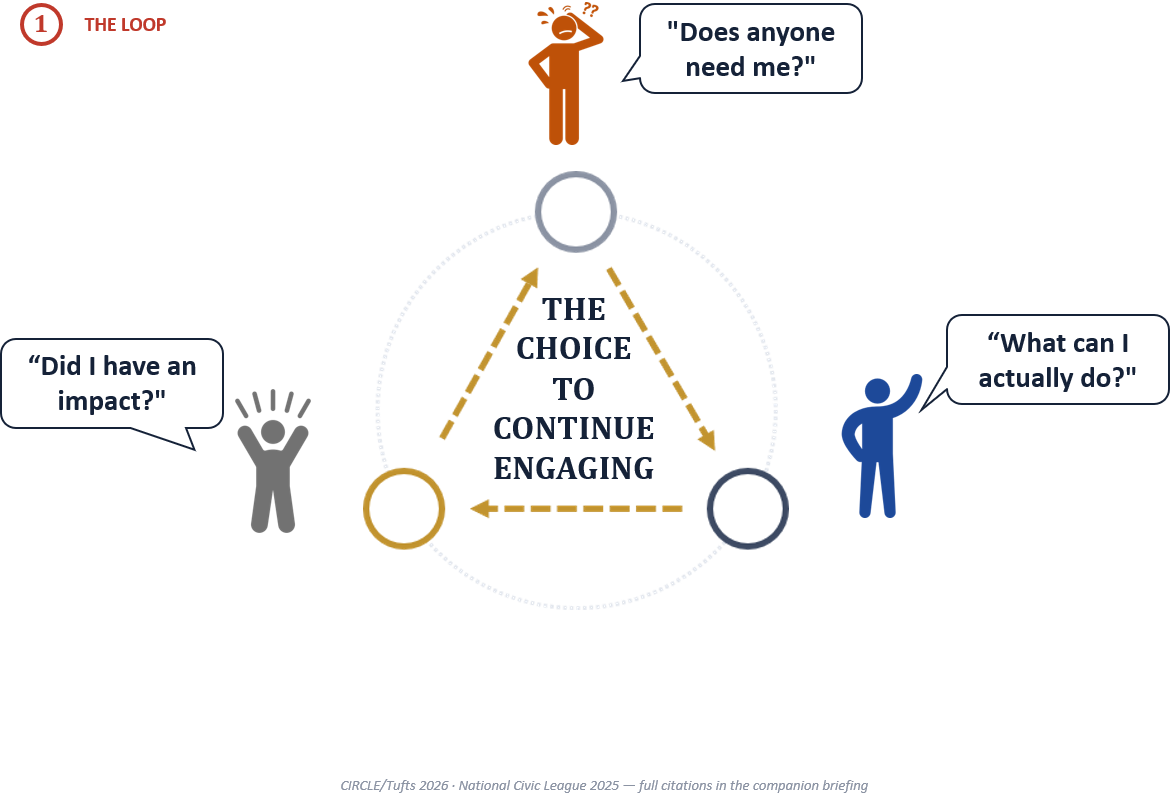 1 THE LOOP
??
"Does anyone
need me?"
“What can I
actually do?"
“Did I have an
impact?"
THE
CHOICE
TO
CONTINUE
ENGAGING
CIRCLE/Tufts 2026 · National Civic League 2025 — full citations in the companion briefing